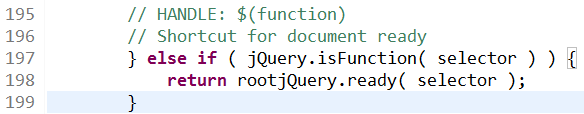 195 // HANDLE: $(function)
196 // Shortcut for document ready
197 } else if ( jQuery.isFunction( selector ) ) {
198 return rootjQuery.ready( selector );
199 }